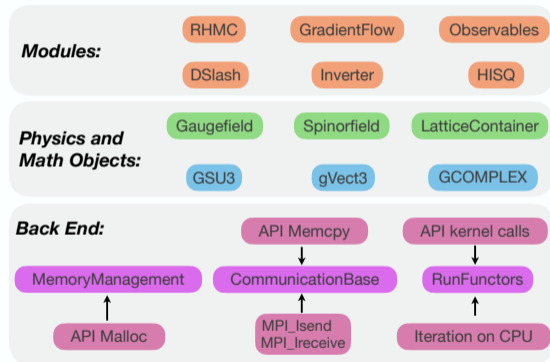 Modules:
RHMC GradientFlow Observables
DSlash Inverter HISQ
Physics and
Math Objects:
Gaugefield Spinorfield LatticeContainer
GSU3 gVect3 GCOMPLEX
Back End:
API Memcpy API kernel calls
MemoryManagement CommunicationBase RunFunctors
API Malloc
MPI_Isend
MPI_Ireceive
Iteration on CPU